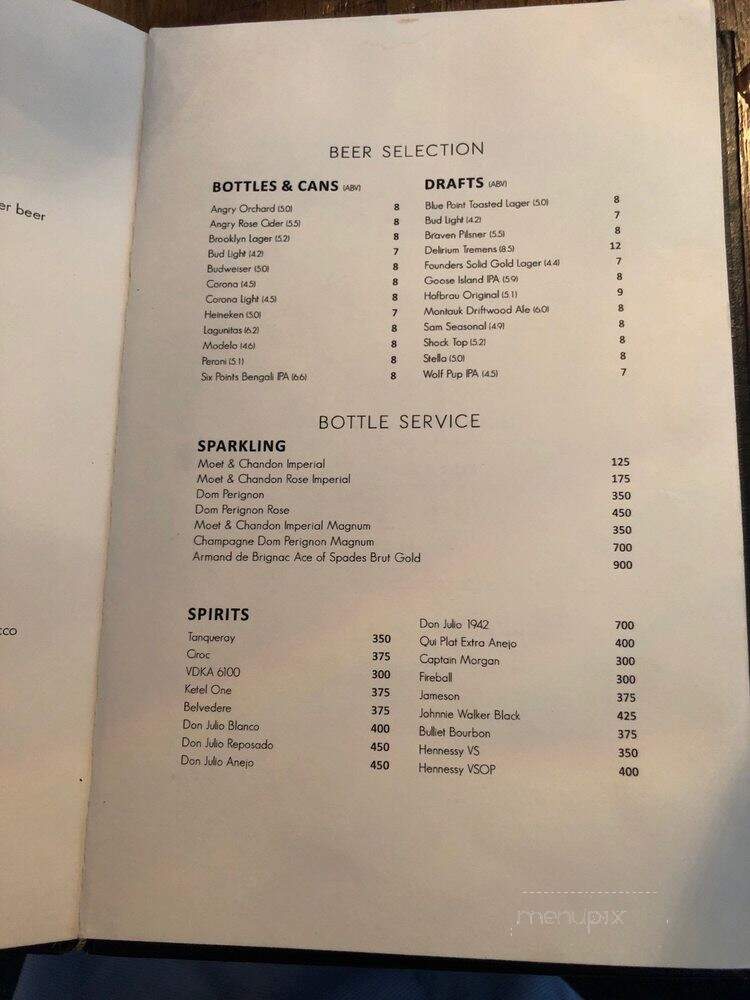 er beer
cco
BEER SELECTION
BOTTLES & CANS (ABV)
Angry Orchard (5.0) 8
Angry Rose Cider (5.5) 8
Brooklyn Lager (5.2) 8
Bud Light (4.2) 7
Budweiser (5.0) 8
Corona (4.5) 8
Corona Light (4.5) 8
Heineken (5.0) 7
Lagunitas (6.2) 8
Modelo (4.6) 8
Peroni (5.1) 8
Six Points Bengali IPA (6.6) 8
DRAFTS (ABV)
Blue Point Toasted Lager (5.0) 8
Bud Light (4.2) 7
Braven Pilsner (5.5) 8
Delirium Tremens (8.5) 12
Founders Solid Gold Lager (4.4) 7
Goose Island IPA (5.9) 8
Hofbrau Original (5.1) 9
Montauk Driftwood Ale (6.0) 8
Sam Seasonal (4.9) 8
Shock Top (5.2) 8
Stella (5.0) 8
Wolf Pup IPA (4.5) 7
BOTTLE SERVICE
SPARKLING
Moet & Chandon Imperial 125
Moet & Chandon Rose Imperial 175
Dom Perignon 350
Dom Perignon Rose 450
Moet & Chandon Imperial Magnum 350
Champagne Dom Perignon Magnum 700
Armand de Brignac Ace of Spades Brut Gold 900
SPIRITS
Tanqueray 350
Ciroc 375
VDKA 6100 300
Ketel One 375
Belvedere 375
Don Julio Blanco 400
Don Julio Reposado 450
Don Julio Anejo 450
Don Julio 1942 700
Qui Plat Extra Anejo 400
Captain Morgan 300
Fireball 300
Jameson 375
Johnnie Walker Black 425
Bulliet Bourbon 375
Hennessy VS 350
Hennessy VSOP 400
menupix